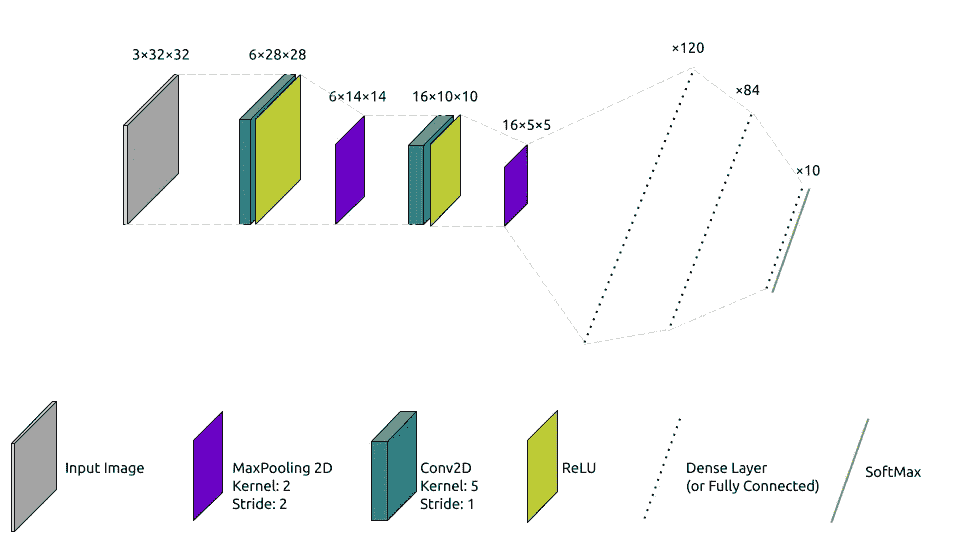 3×32×32
6×28×28
6×14×14
16×10×10
16×5×5
×120
×84
×10
Input Image
MaxPooling 2D
Kernel: 2
Stride: 2
Conv2D
Kernel: 5
Stride: 1
ReLU
Dense Layer
(or Fully Connected)
SoftMax